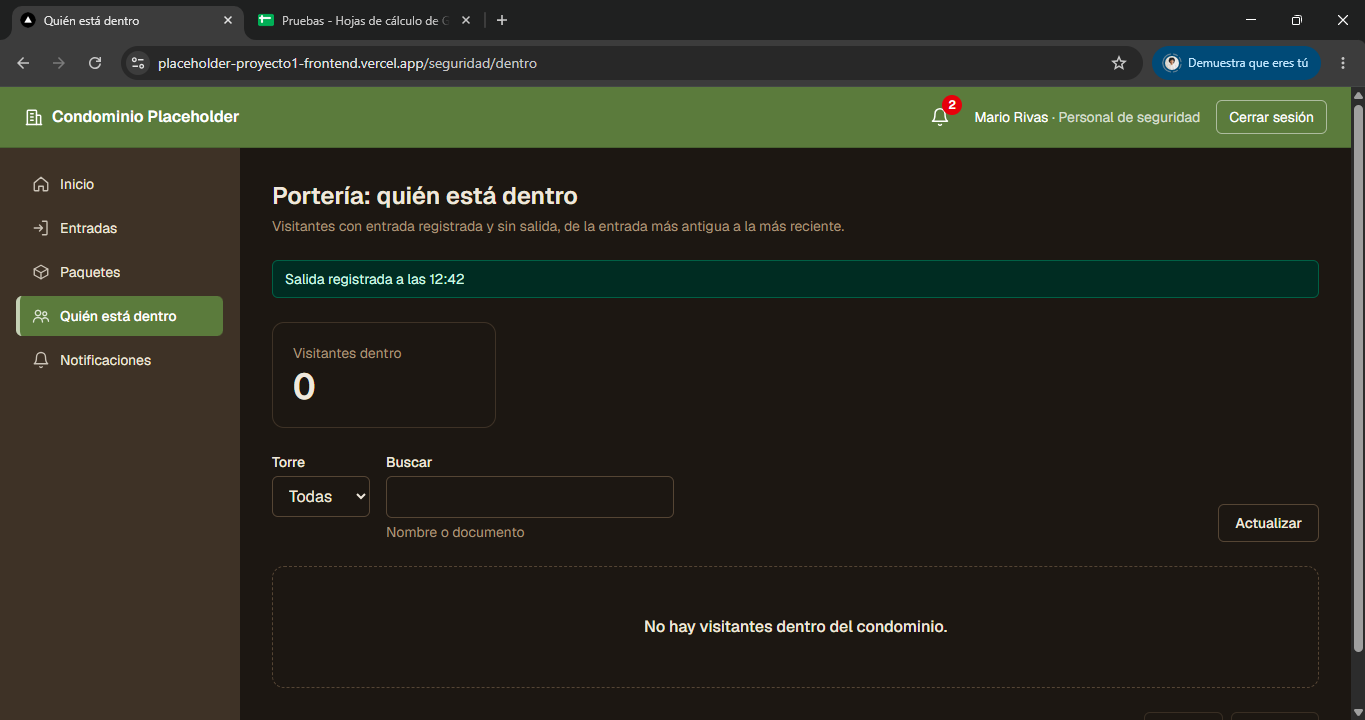 Quién está dentro
Pruebas - Hojas de cálculo de G
placeholder-proyecto1-frontend.vercel.app/seguridad/dentro
Demuestra que eres tú
Condominio Placeholder
2
Mario Rivas · Personal de seguridad
Cerrar sesión
Inicio
Entradas
Paquetes
Quién está dentro
Notificaciones
Portería: quién está dentro
Visitantes con entrada registrada y sin salida, de la entrada más antigua a la más reciente.
Salida registrada a las 12:42
Visitantes dentro
0
Torre
Buscar
Todas
Nombre o documento
Actualizar
No hay visitantes dentro del condominio.